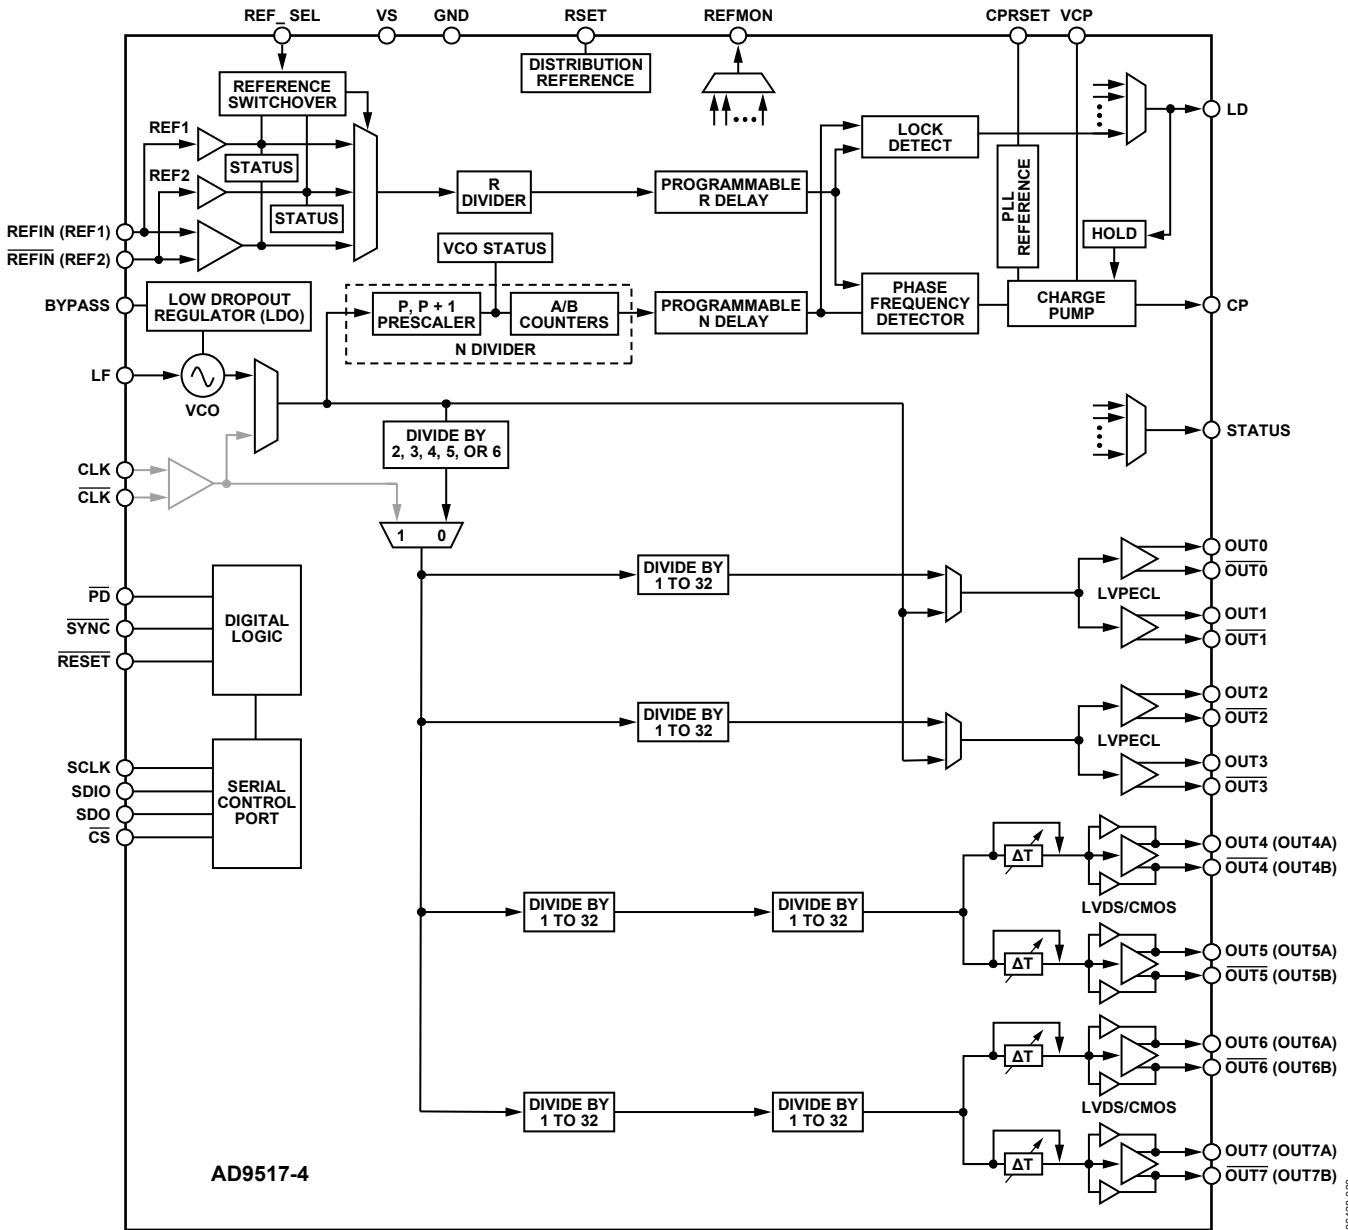 REF_ SEL
VS
GND
RSET
REFMON
CPRSET
VCP
DISTRIBUTION
REFERENCE
REFERENCE
SWITCHOVER
REF1
STATUS
REF2
STATUS
R
DIVIDER
PROGRAMMABLE
R DELAY
LOCK
DETECT
PLL
REFERENCE
HOLD
LD
REFIN (REF1)
REFIN (REF2)
BYPASS
LOW DROPOUT
REGULATOR (LDO)
VCO STATUS
P, P + 1
PRESCALER
A/B
COUNTERS
N DIVIDER
PROGRAMMABLE
N DELAY
PHASE
FREQUENCY
DETECTOR
CHARGE
PUMP
CP
LF
VCO
DIVIDE BY
2, 3, 4, 5, OR 6
STATUS
CLK
CLK
1 0
PD
SYNC
RESET
DIGITAL
LOGIC
DIVIDE BY
1 TO 32
LVPECL
OUT0
OUT0
OUT1
OUT1
DIVIDE BY
1 TO 32
LVPECL
OUT2
OUT2
OUT3
OUT3
SCLK
SDIO
SDO
CS
SERIAL
CONTROL
PORT
DIVIDE BY
1 TO 32
DIVIDE BY
1 TO 32
ΔT
ΔT
LVDS/CMOS
OUT4 (OUT4A)
OUT4 (OUT4B)
OUT5 (OUT5A)
OUT5 (OUT5B)
DIVIDE BY
1 TO 32
DIVIDE BY
1 TO 32
ΔT
ΔT
LVDS/CMOS
OUT6 (OUT6A)
OUT6 (OUT6B)
OUT7 (OUT7A)
OUT7 (OUT7B)
AD9517-4